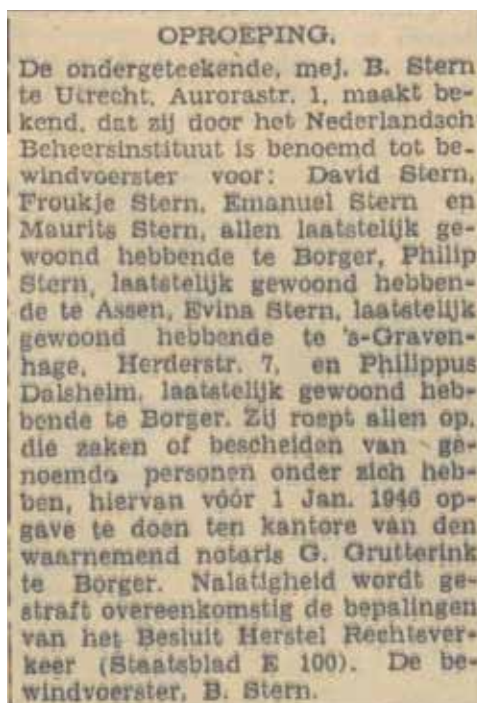 OPROEPING.
De ondergeteekende, mej. B. Stern
te Utrecht, Aurorastr. 1, maakt be-
kend, dat zij door het Nederlandsch
Beheersinstituut is benoemd tot be-
windvoerster voor: David Stern,
Froukje Stern, Emanuel Stern en
Maurits Stern, allen laatstelijk ge-
woond hebbende te Borger, Philip
Stern, laatstelijk gewoond hebben-
de te Assen, Evina Stern, laatstelijk
gewoond hebbende te 's-Graven-
hage, Herderstr. 7, en Philippus
Dalsheim, laatstelijk gewoond heb-
bende te Borger. Zij roept allen op,
die zaken of bescheiden van ge-
noemde personen onder zich heb-
ben, hiervan vóór 1 Jan. 1946 op-
gave te doen ten kantore van den
waarnemend notaris G. Grutterink
te Borger. Nalatigheid wordt ge-
straft overeenkomstig de bepalingen
van het Besluit Herstel Rechtsver-
keer (Staatsblad E 100). De be-
windvoerster, B. Stern.